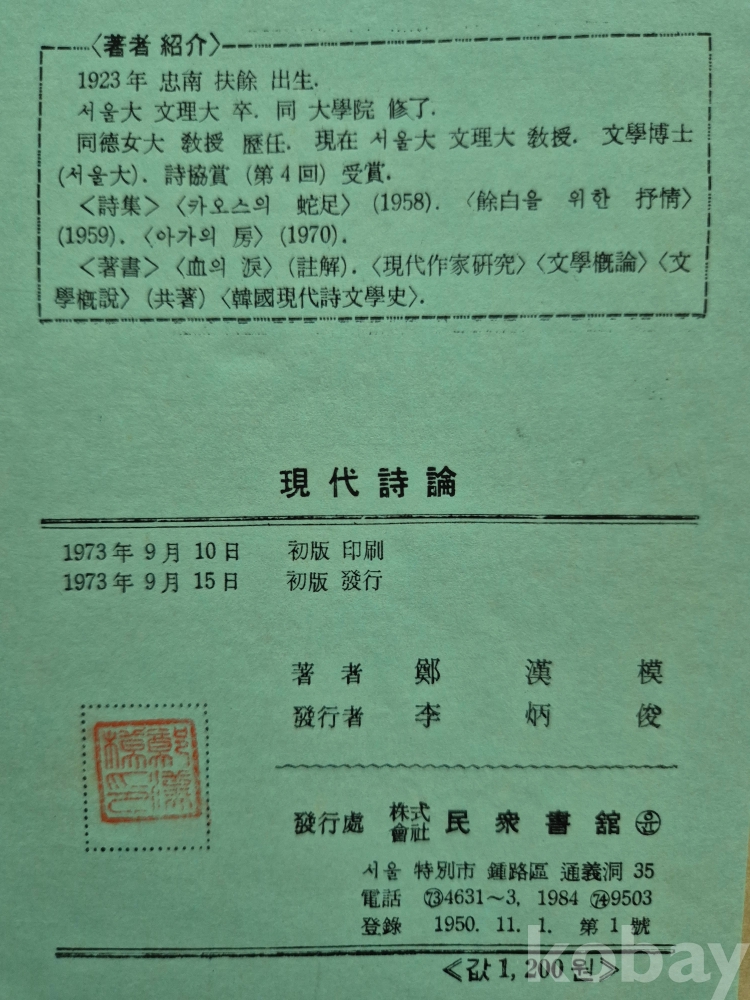 〈著者 紹介〉
1923年 忠南 扶餘 出生.
서울大 文理大 卒. 同 大學院 修了.
同德女大 敎授 歷任. 現在 서울大 文理大 敎授. 文學博士
(서울大). 詩協賞 (第4回) 受賞.
〈詩集〉〈카오스의 蛇足〉 (1958). 〈餘白을 위한 抒情〉
(1959). 〈아가의 房〉 (1970).
〈著書〉 〈血의 淚〉 (註解). 〈現代作家硏究〉 〈文學槪論〉 〈文
學槪說〉 (共著) 〈韓國現代詩文學史〉.
現代詩論
1973年 9月 10日 初版 印刷
1973年 9月 15日 初版 發行
著者 鄭漢模
發行者 李炳俊
鄭漢模印
發行處 株式會社 民衆書舘
서울 特別市 鍾路區 通義洞 35
電話 ㉓4631~3, 1984 ㉔9503
登錄 1950. 11. 1. 第1號
≪값 1,200원≫
kobay